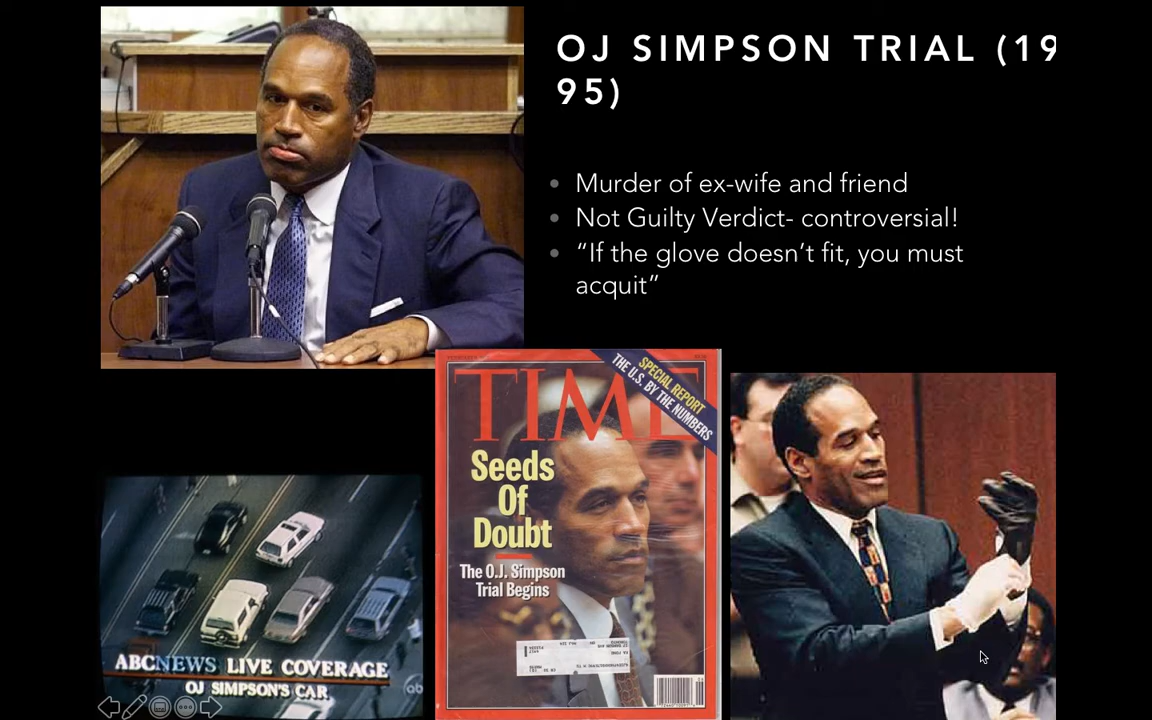 OJ SIMPSON TRIAL (19
95)
• Murder of ex-wife and friend
• Not Guilty Verdict- controversial!
• “If the glove doesn’t fit, you must
acquit”
SPECIAL REPORT
THE U.S. BY THE NUMBERS
TIME
Seeds
Of
Doubt
The O.J. Simpson
Trial Begins
ABCNEWS LIVE COVERAGE
OJ SIMPSON'S CAR
abc